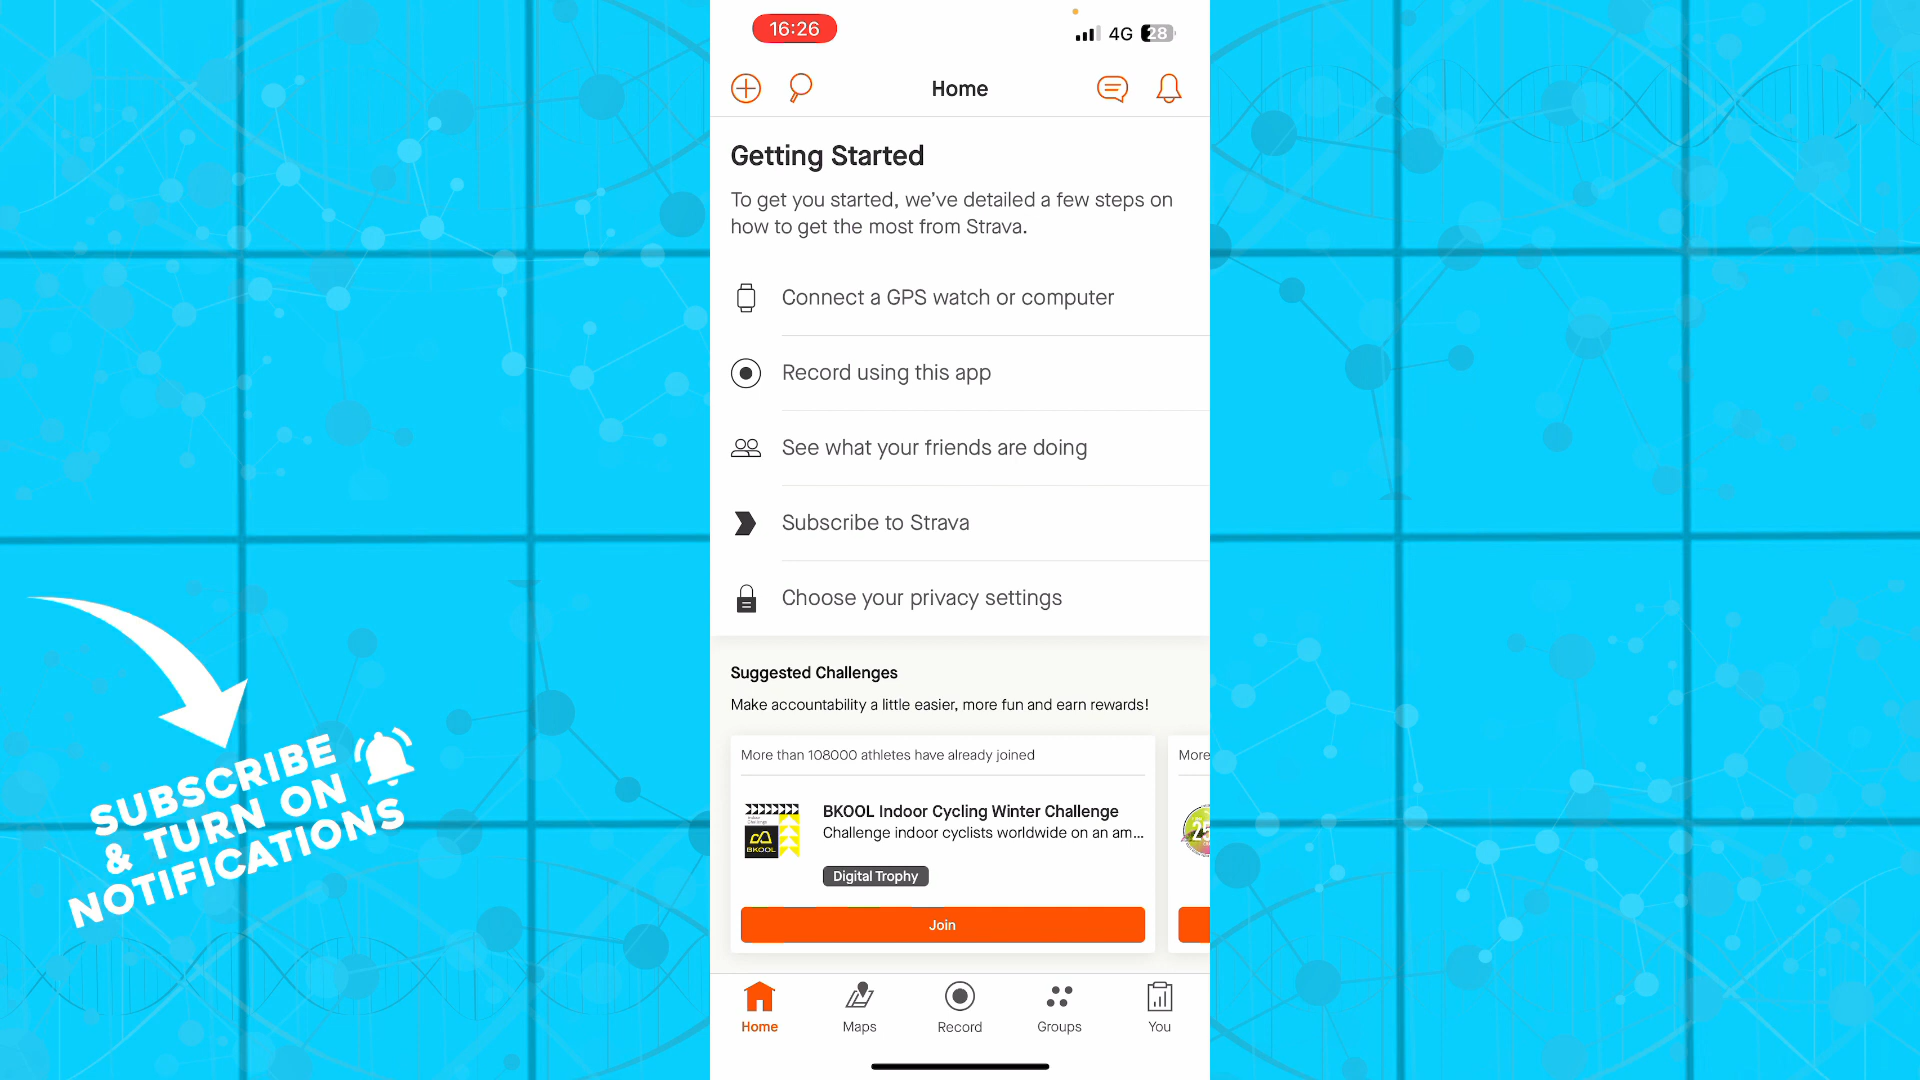 16:26
4G 28
Home
Getting Started
To get you started, we've detailed a few steps on
how to get the most from Strava.
Connect a GPS watch or computer
Record using this app
See what your friends are doing
Subscribe to Strava
Choose your privacy settings
Suggested Challenges
Make accountability a little easier, more fun and earn rewards!
More than 108000 athletes have already joined
More
BKOOL Indoor Cycling Winter Challenge
Challenge indoor cyclists worldwide on an am...
BKOOL
25
Digital Trophy
Join
Home
Maps
Record
Groups
You
SUBSCRIBE
& TURN ON
NOTIFICATIONS